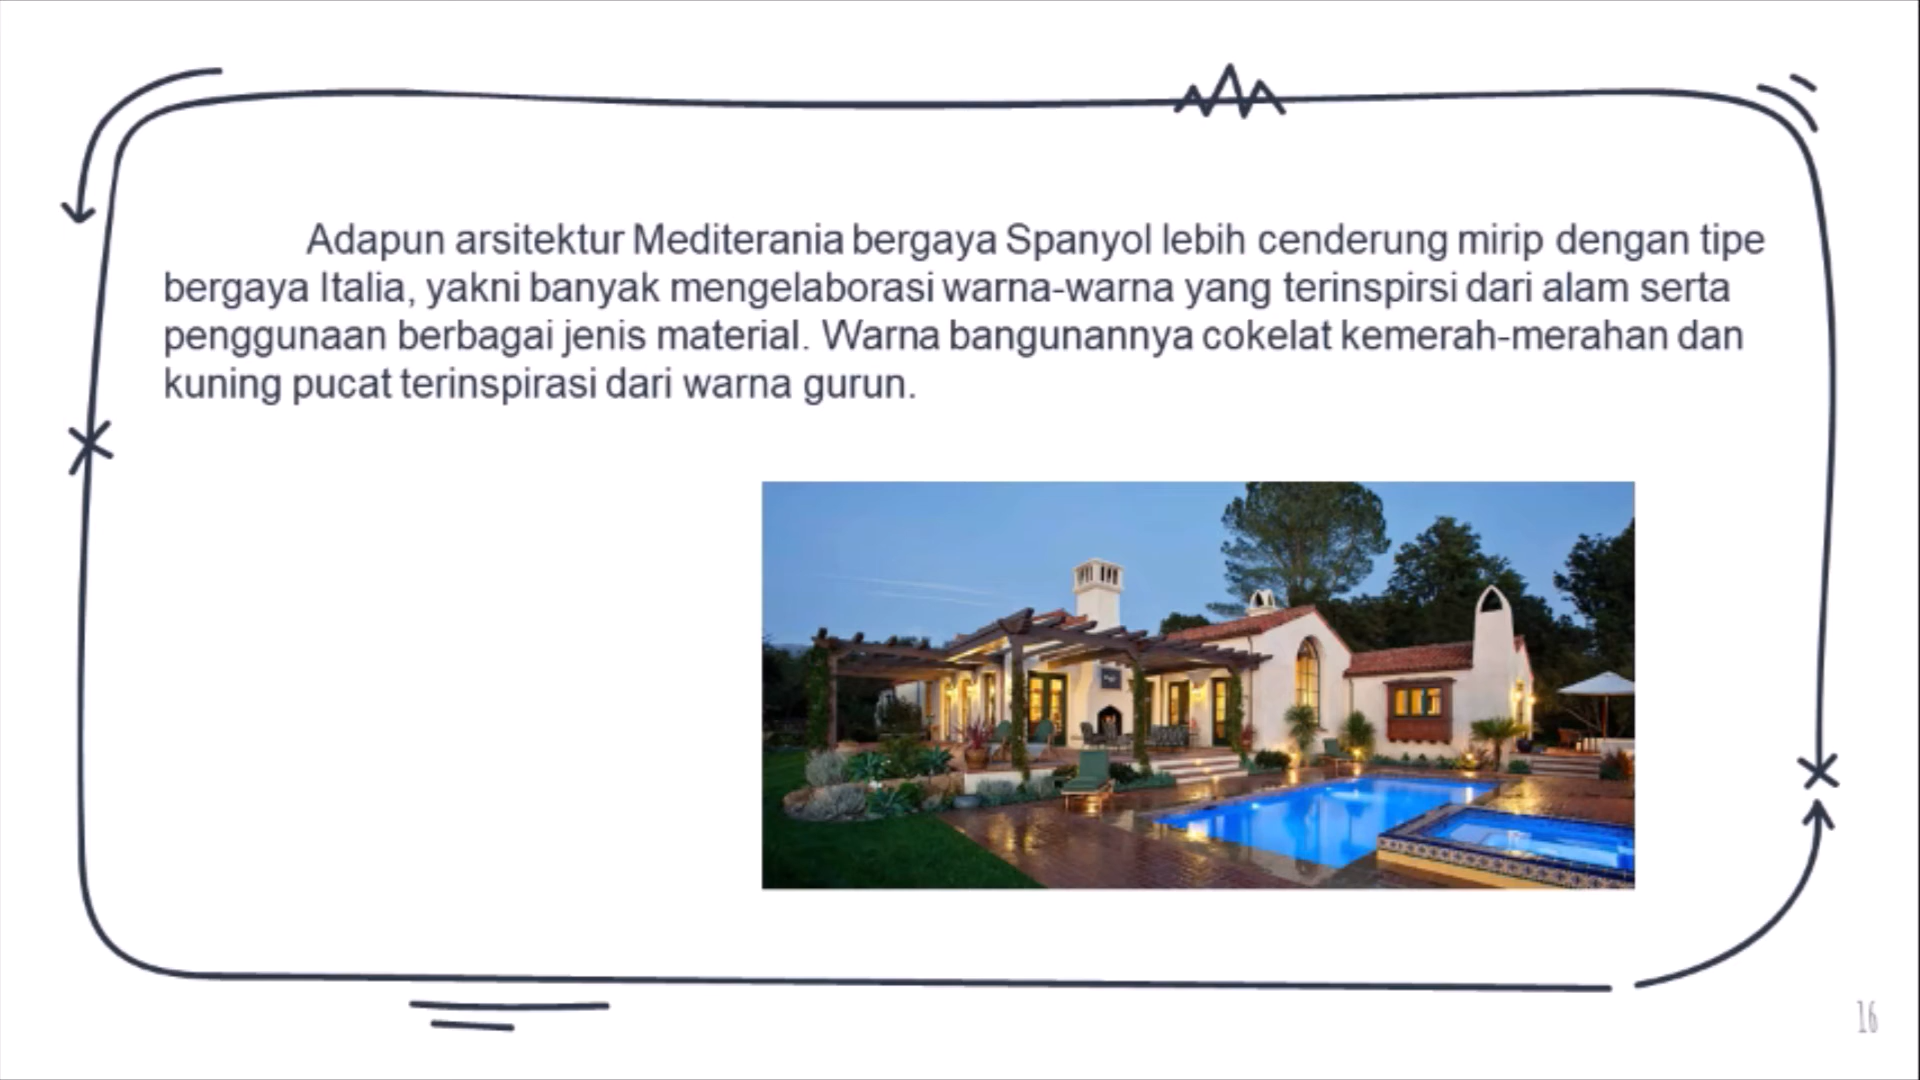 Adapun arsitektur Mediterania bergaya Spanyol lebih cenderung mirip dengan tipe
bergaya Italia, yakni banyak mengelaborasi warna-warna yang terinspirsi dari alam serta
penggunaan berbagai jenis material. Warna bangunannya cokelat kemerah-merahan dan
kuning pucat terinspirasi dari warna gurun.
16